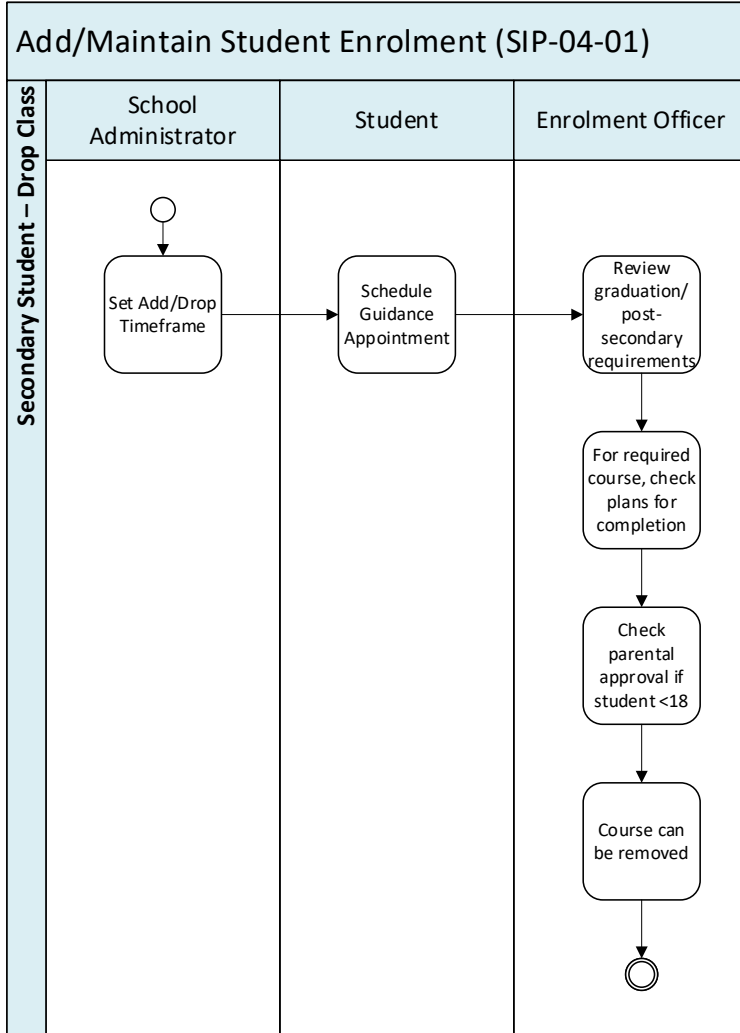 Add/Maintain Student Enrolment (SIP-04-01)
Secondary Student – Drop Class
School
Administrator
Student
Enrolment Officer
Set Add/Drop
Timeframe
Schedule
Guidance
Appointment
Review
graduation/
post-
secondary
requirements
For required
course, check
plans for
completion
Check
parental
approval if
student <18
Course can
be removed